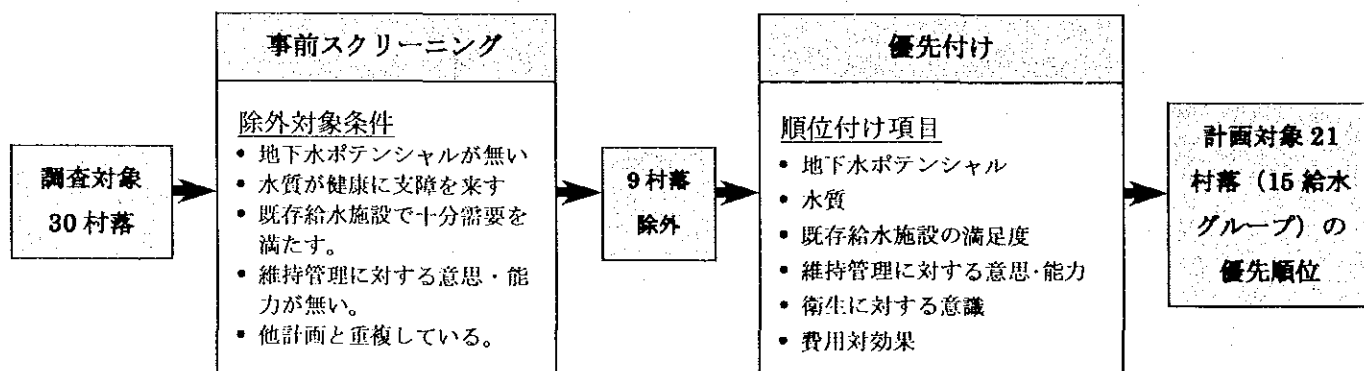 調査対象
30 村落
事前スクリーニング
除外対象条件
• 地下水ポテンシャルが無い
• 水質が健康に支障を来す
• 既存給水施設で十分需要を
満たす。
• 維持管理に対する意思・能
力が無い。
• 他計画と重複している。
9 村落
除外
優先付け
順位付け項目
• 地下水ポテンシャル
• 水質
• 既存給水施設の満足度
• 維持管理に対する意思・能力
• 衛生に対する意識
• 費用対効果
計画対象 21
村落（15 給水
グループ）の
優先順位